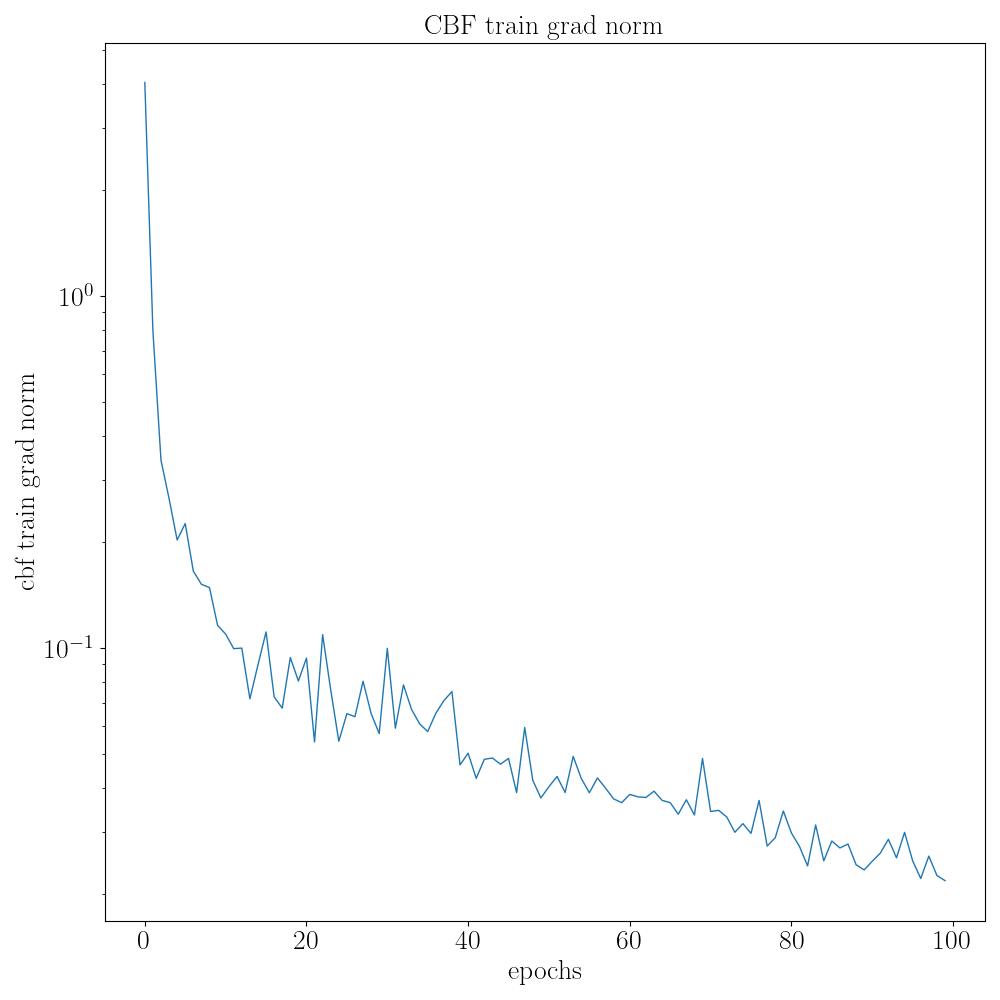 CBF train grad norm
cbf train grad norm
10^0
10^{-1}
0 20 40 60 80 100
epochs